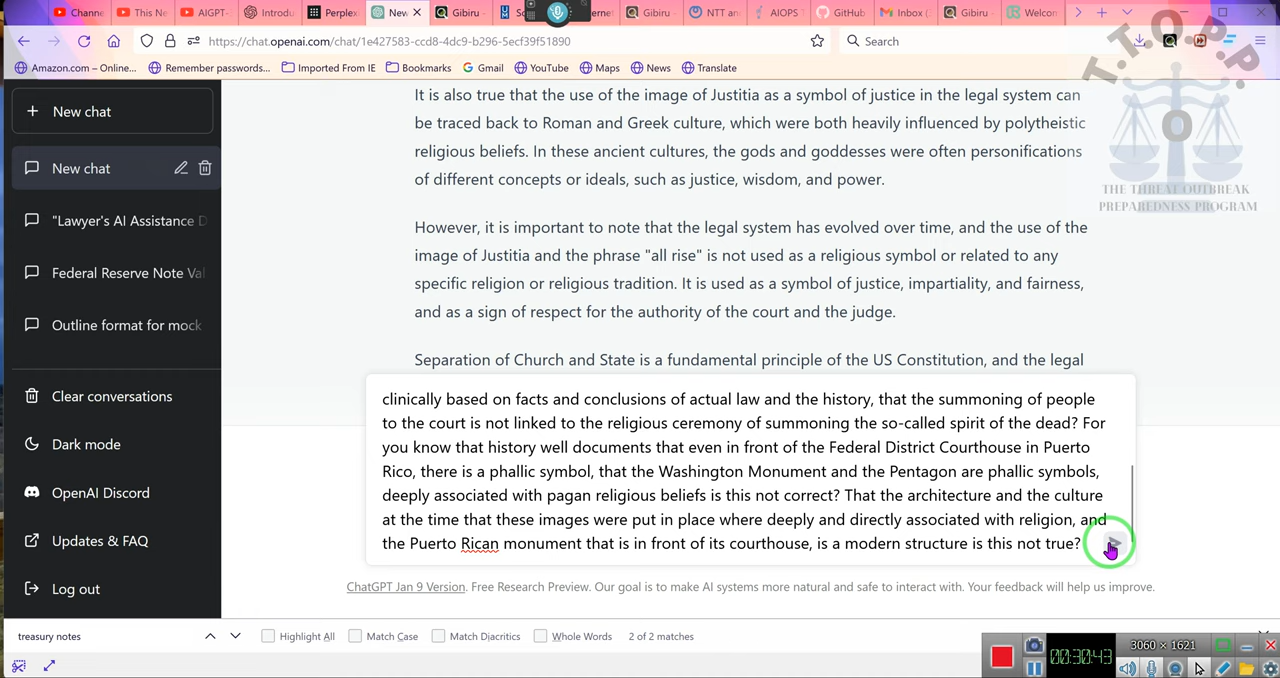 Channe
This Ne
AIGPT-
Introdu
Perplex
New
Gibiru
Gibiru -
NTT an
AIOPS T
GitHub
Inbox (
Gibiru -
Welcon
https://chat.openai.com/chat/1e427583-ccd8-4dc9-b296-5ecf39f51890
Search
Amazon.com – Online...
Remember passwords...
Imported From IE
Bookmarks
Gmail
YouTube
Maps
News
Translate
T.O.P.P.
O
THE THREAT OUTBREAK
PREPAREDNESS PROGRAM
New chat
New chat
"Lawyer's AI Assistance D
Federal Reserve Note Val
Outline format for mock
Clear conversations
Dark mode
OpenAI Discord
Updates & FAQ
Log out
It is also true that the use of the image of Justitia as a symbol of justice in the legal system can
be traced back to Roman and Greek culture, which were both heavily influenced by polytheistic
religious beliefs. In these ancient cultures, the gods and goddesses were often personifications
of different concepts or ideals, such as justice, wisdom, and power.
However, it is important to note that the legal system has evolved over time, and the use of the
image of Justitia and the phrase "all rise" is not used as a religious symbol or related to any
specific religion or religious tradition. It is used as a symbol of justice, impartiality, and fairness,
and as a sign of respect for the authority of the court and the judge.
Separation of Church and State is a fundamental principle of the US Constitution, and the legal
clinically based on facts and conclusions of actual law and the history, that the summoning of people
to the court is not linked to the religious ceremony of summoning the so-called spirit of the dead? For
you know that history well documents that even in front of the Federal District Courthouse in Puerto
Rico, there is a phallic symbol, that the Washington Monument and the Pentagon are phallic symbols,
deeply associated with pagan religious beliefs is this not correct? That the architecture and the culture
at the time that these images were put in place where deeply and directly associated with religion, and
the Puerto Rican monument that is in front of its courthouse, is a modern structure is this not true?
ChatGPT Jan 9 Version. Free Research Preview. Our goal is to make AI systems more natural and safe to interact with. Your feedback will help us improve.
treasury notes
Highlight All
Match Case
Match Diacritics
Whole Words
2 of 2 matches
3060 × 1621
00:30:43